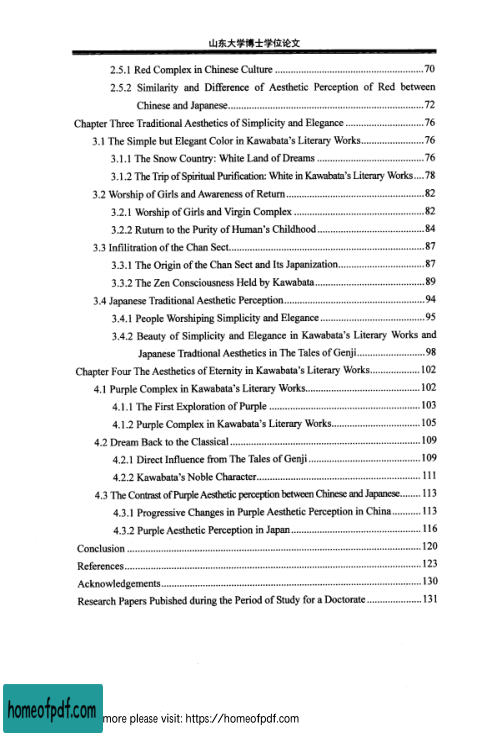 山东大学博士学位论文
2.5.1 Red Complex in Chinese Culture ........................................................70
2.5.2 Similarity and Difference of Aesthetic Perception of Red between
Chinese and Japanese..........................................................................72
Chapter Three Traditional Aesthetics of Simplicity and Elegance .............................76
3.1 The Simple but Elegant Color in Kawabata's Literary Works.......................76
3.1.1 The Snow Country: White Land of Dreams ........................................76
3.1.2 The Trip of Spiritual Purification: White in Kawabata's Literary Works....78
3.2 Worship of Girls and Awareness of Return...................................................82
3.2.1 Worship of Girls and Virgin Complex ................................................82
3.2.2 Ruturn to the Purity of Human's Childhood........................................84
3.3 Infilitration of the Chan Sect........................................................................87
3.3.1 The Origin of the Chan Sect and Its Japanization................................87
3.3.2 The Zen Consciousness Held by Kawabata.........................................89
3.4 Japanese Traditional Aesthetic Perception....................................................94
3.4.1 People Worshiping Simplicity and Elegance.......................................95
3.4.2 Beauty of Simplicity and Elegance in Kawabata's Literary Works and
Japanese Tradtional Aesthetics in The Tales of Genji.........................98
Chapter Four The Aesthetics of Eternity in Kawabata's Literary Works..................102
4.1 Purple Complex in Kawabata's Literary Works...........................................102
4.1.1 The First Exploration of Purple ........................................................103
4.1.2 Purple Complex in Kawabata's Literary Works.................................105
4.2 Dream Back to the Classical......................................................................109
4.2.1 Direct Influence from The Tales of Genji..........................................109
4.2.2 Kawabata's Noble Character.............................................................111
4.3 The Contrast of Purple Aesthetic perception between Chinese and Japanese........113
4.3.1 Progressive Changes in Purple Aesthetic Perception in China...........113
4.3.2 Purple Aesthetic Perception in Japan................................................116
Conclusion ............................................................................................................120
References.............................................................................................................123
Acknowledgements................................................................................................130
Research Papers Pubished during the Period of Study for a Doctorate .....................131
homeofpdf.com
more please visit: https://homeofpdf.com